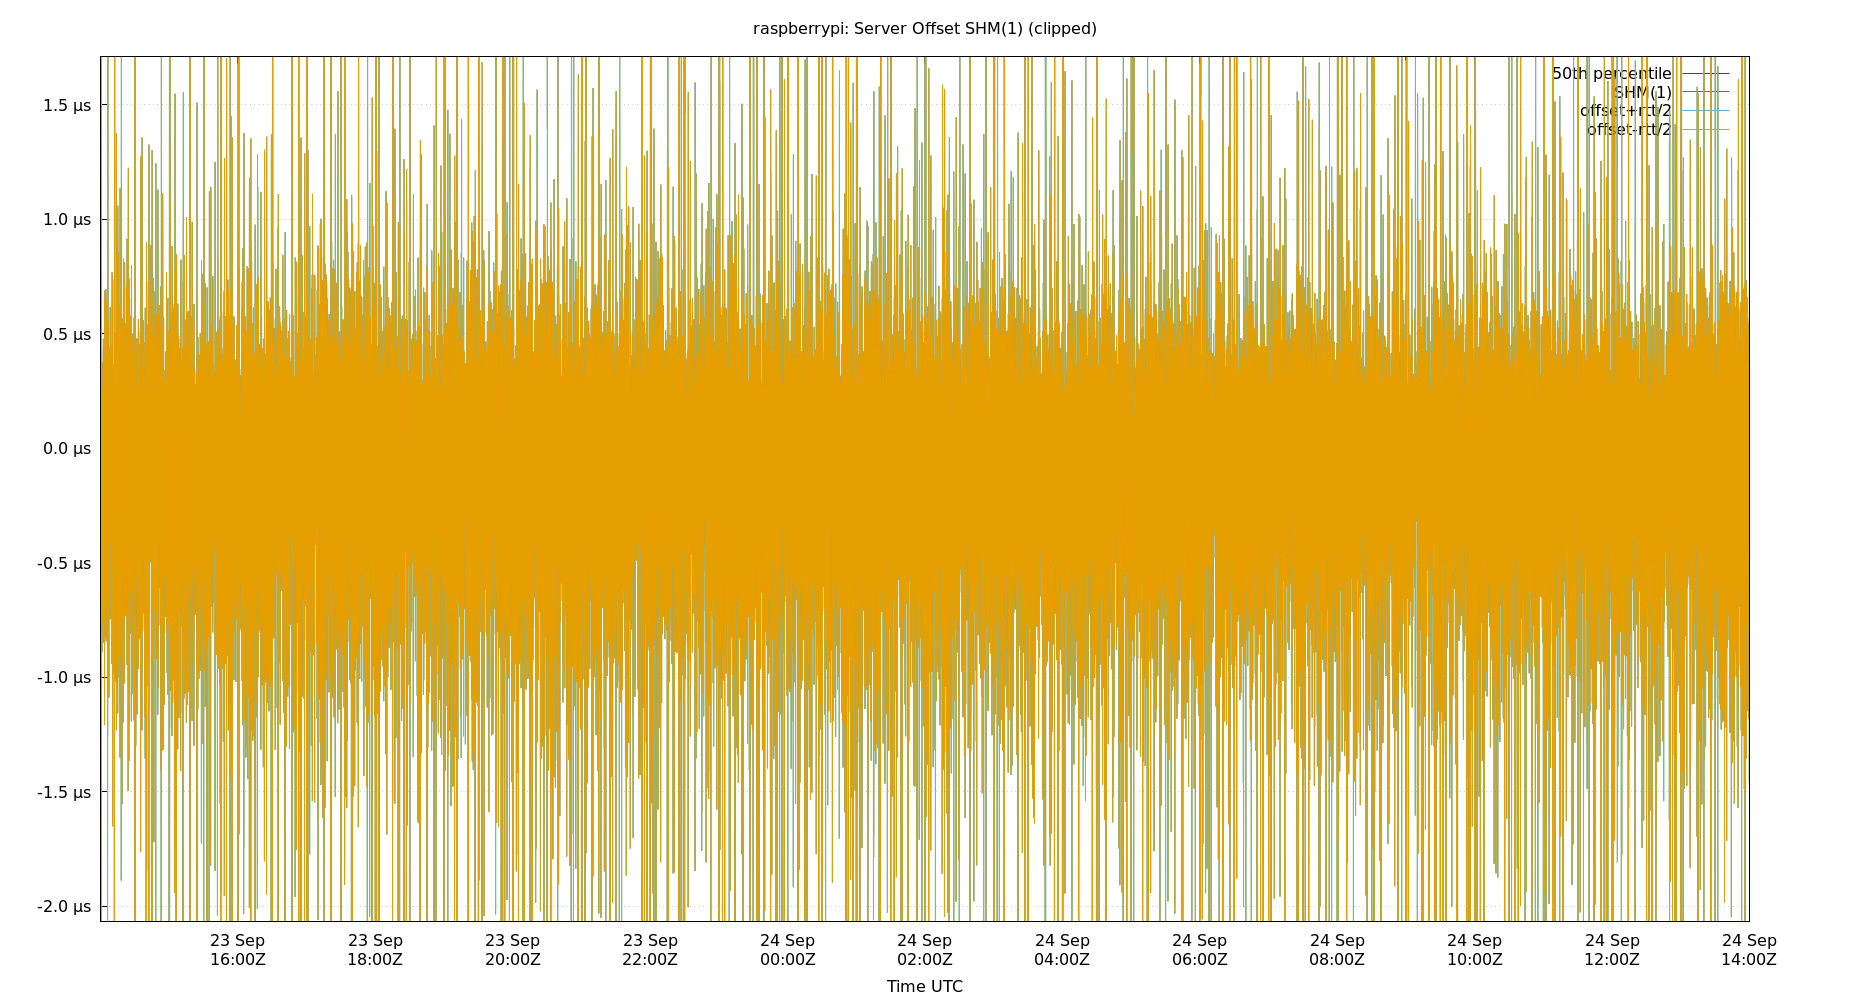 raspberrypi: Server Offset SHM(1) (clipped)
50th percentile
SHM(1)
offset+rtt/2
offset-rtt/2
1.5 µs
1.0 µs
0.5 µs
0.0 µs
-0.5 µs
-1.0 µs
-1.5 µs
-2.0 µs
23 Sep 23 Sep 23 Sep 23 Sep 24 Sep 24 Sep 24 Sep 24 Sep 24 Sep 24 Sep 24 Sep 24 Sep
16:00Z 18:00Z 20:00Z 22:00Z 00:00Z 02:00Z 04:00Z 06:00Z 08:00Z 10:00Z 12:00Z 14:00Z
Time UTC